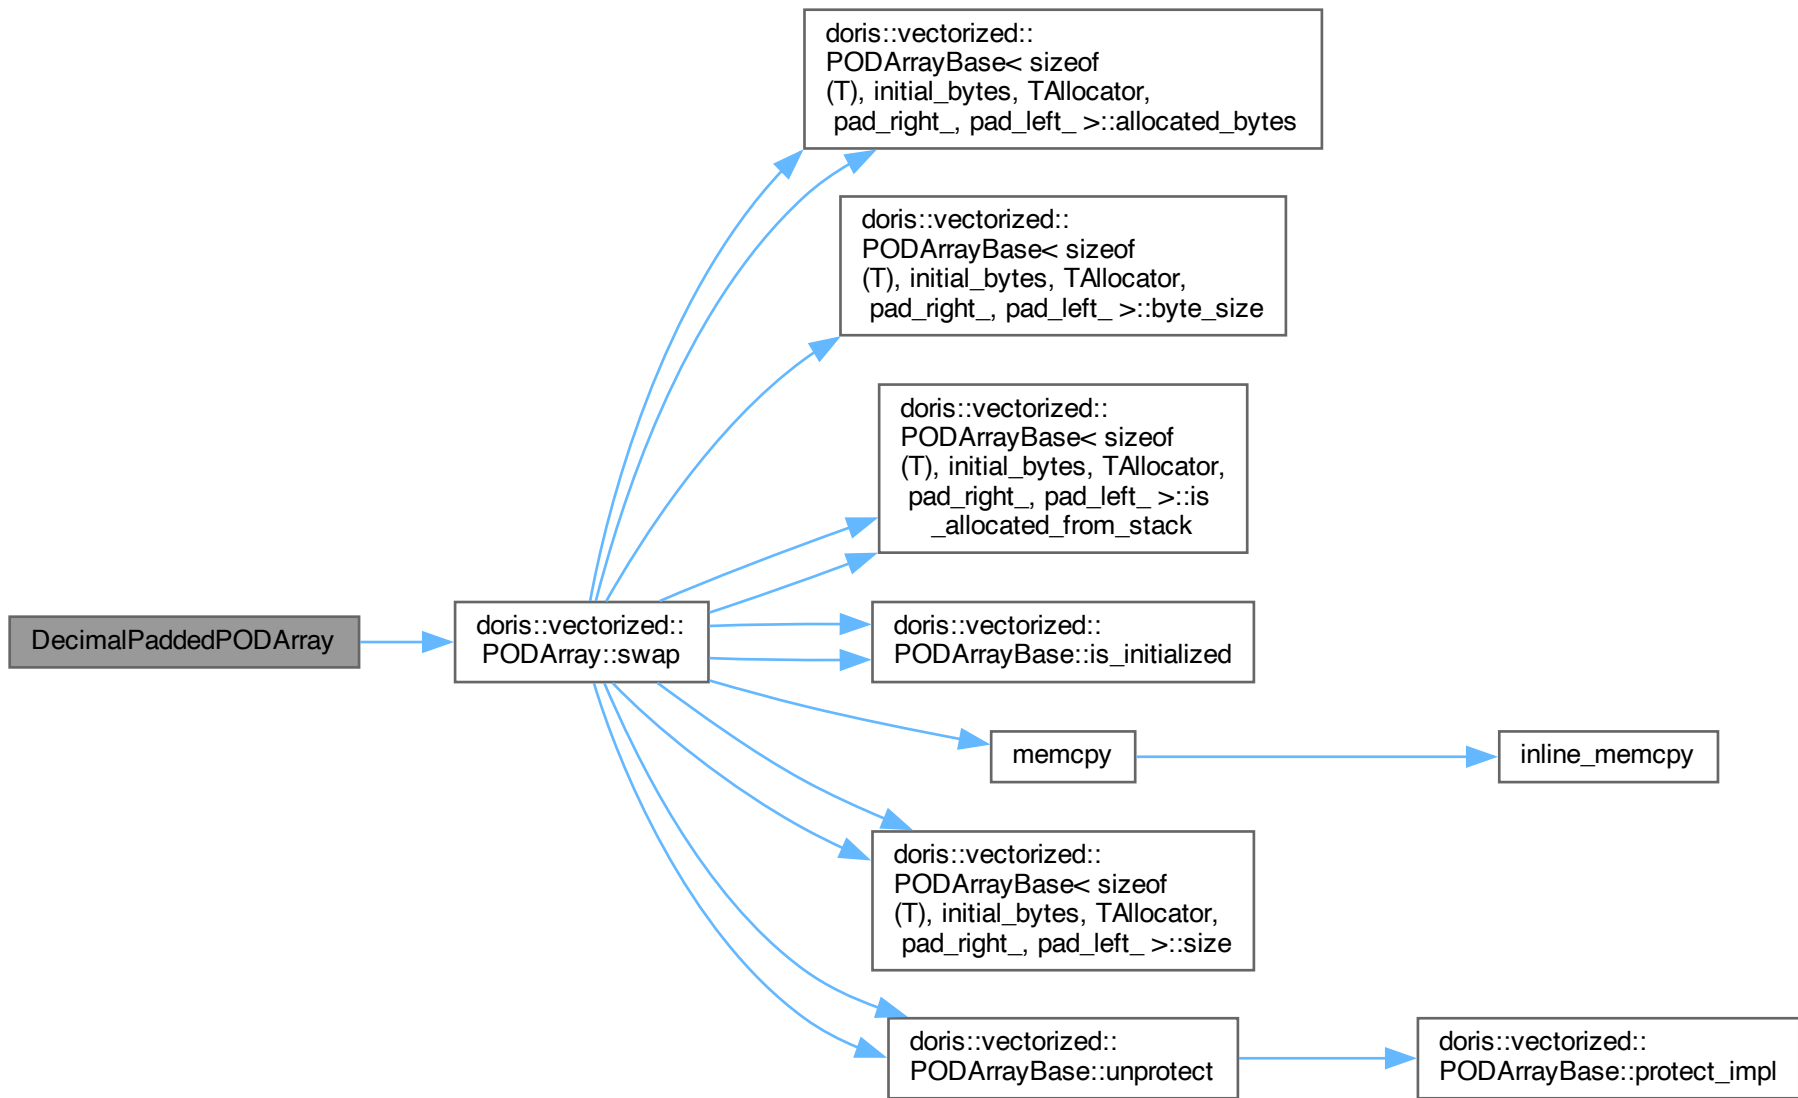 doris::vectorized::
PODArrayBase< sizeof
(T), initial_bytes, TAllocator,
pad_right_, pad_left_ >::allocated_bytes
doris::vectorized::
PODArrayBase< sizeof
(T), initial_bytes, TAllocator,
pad_right_, pad_left_ >::byte_size
doris::vectorized::
PODArrayBase< sizeof
(T), initial_bytes, TAllocator,
pad_right_, pad_left_ >::is
_allocated_from_stack
DecimalPaddedPODArray
doris::vectorized::
PODArray::swap
doris::vectorized::
PODArrayBase::is_initialized
memcpy
inline_memcpy
doris::vectorized::
PODArrayBase< sizeof
(T), initial_bytes, TAllocator,
pad_right_, pad_left_ >::size
doris::vectorized::
PODArrayBase::unprotect
doris::vectorized::
PODArrayBase::protect_impl